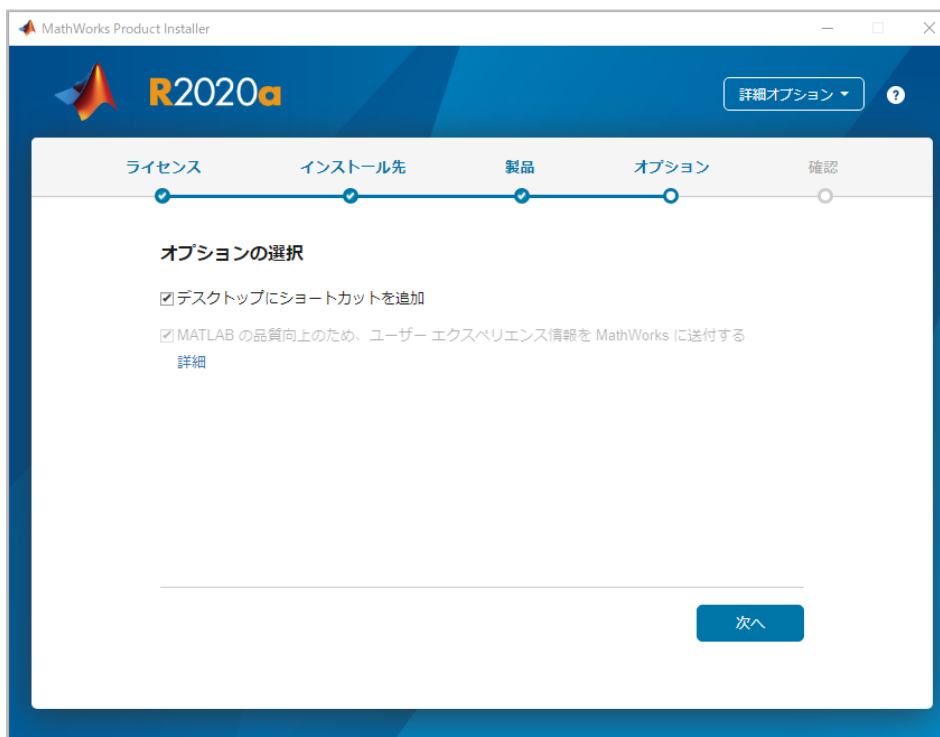 MathWorks Product Installer
R2020a
詳細オプション
?
ライセンス
インストール先
製品
オプション
確認
オプションの選択
デスクトップにショートカットを追加
MATLAB の品質向上のため、ユーザー エクスペリエンス情報を MathWorks に送付する
詳細
次へ